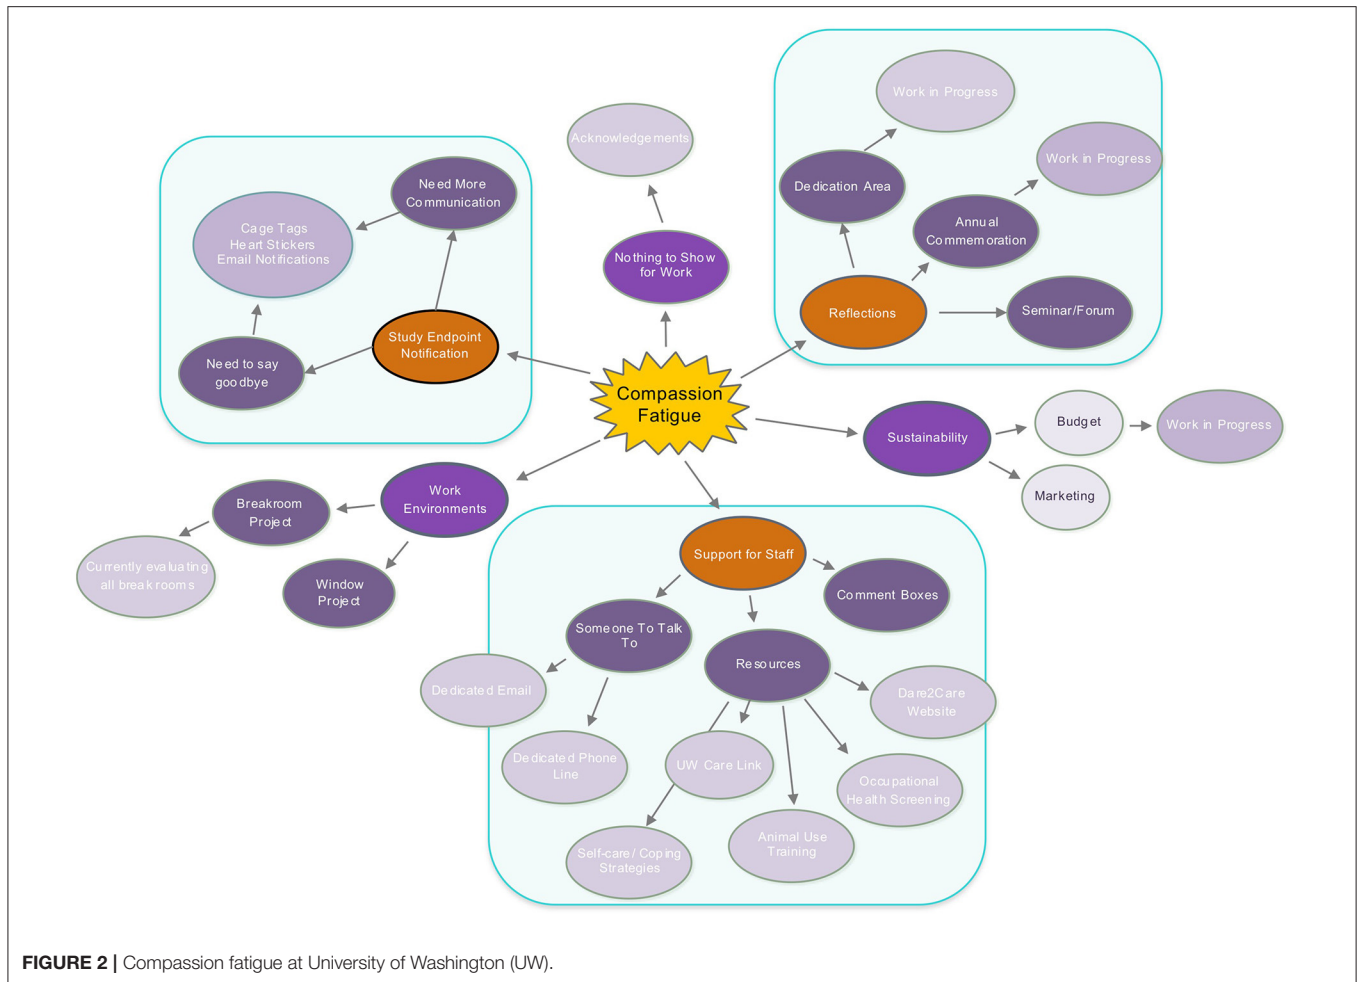 Work in Progress
Acknowledgements
Work in Progress
Need More
Communication
Dedication Area
Cage Tags
Heart Stickers
Email Notifications
Annual
Commemoration
Nothing to Show
for Work
Reflections
Seminar/Forum
Study Endpoint
Notification
Need to say
goodbye
Compassion
Fatigue
Sustainability
Budget
Work in Progress
Marketing
Work
Environments
Breakroom
Project
Currently evaluating
all break rooms
Window
Project
Support for Staff
Comment Boxes
Someone To Talk
To
Resources
Dedicated Email
Dare2Care
Website
Dedicated Phone
Line
UW Care Link
Occupational
Health Screening
Self-care/ Coping
Strategies
Animal Use
Training
FIGURE 2 | Compassion fatigue at University of Washington (UW).